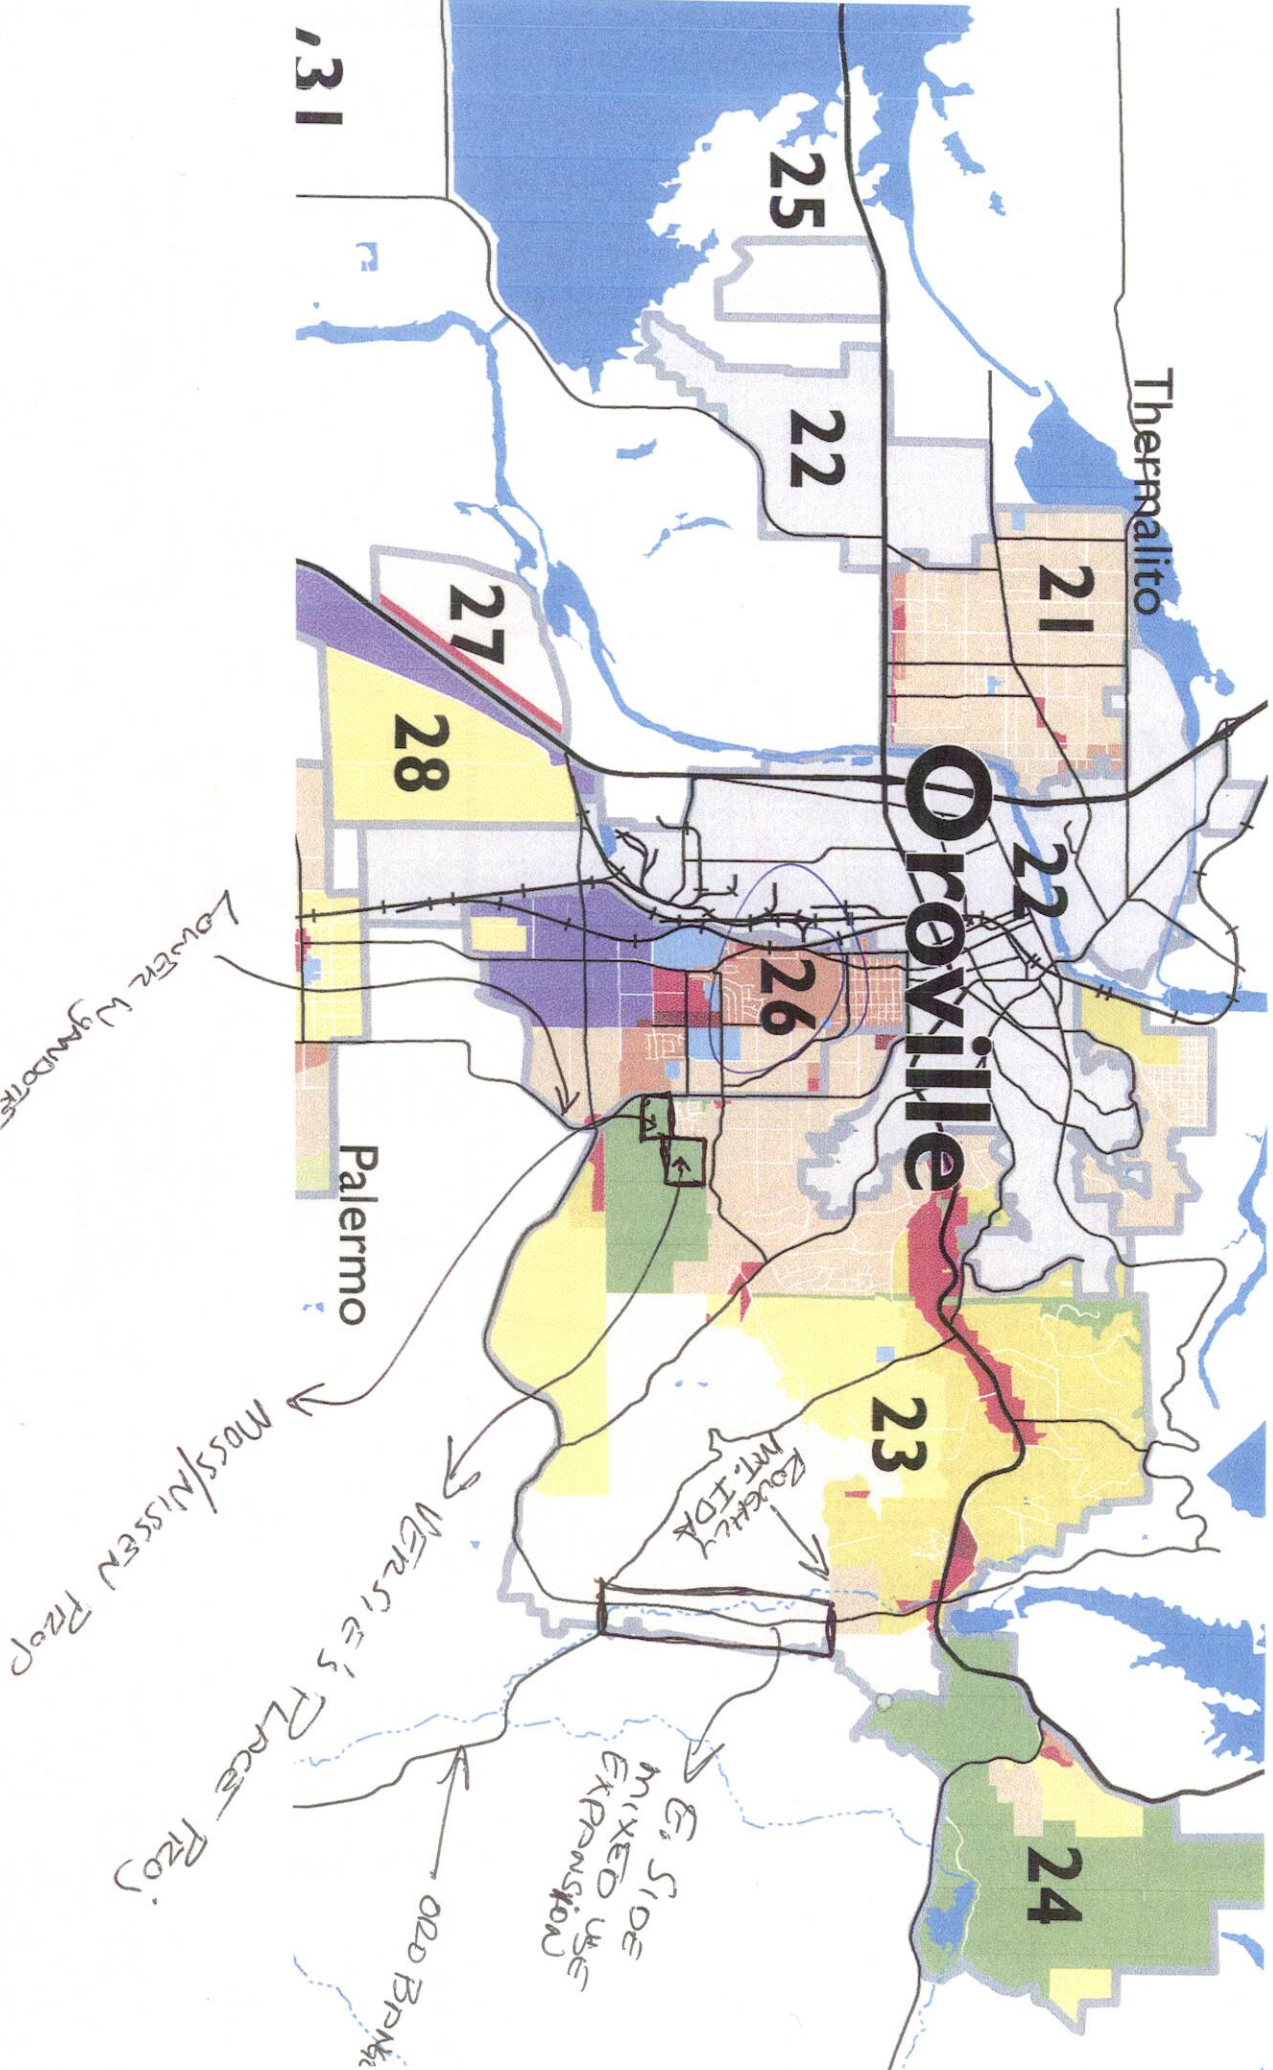 Thermalito
Oroville
Palermo
21
22
22
23
24
25
26
27
28
31
LOWER WYANDOTTE
MOSS/NISSEN PROP
VERSIE'S PLACE PROJ.
ROUGHLY
MT. IDA
E. SIDE
MIXED USE
EXPANSION
ORO BANG